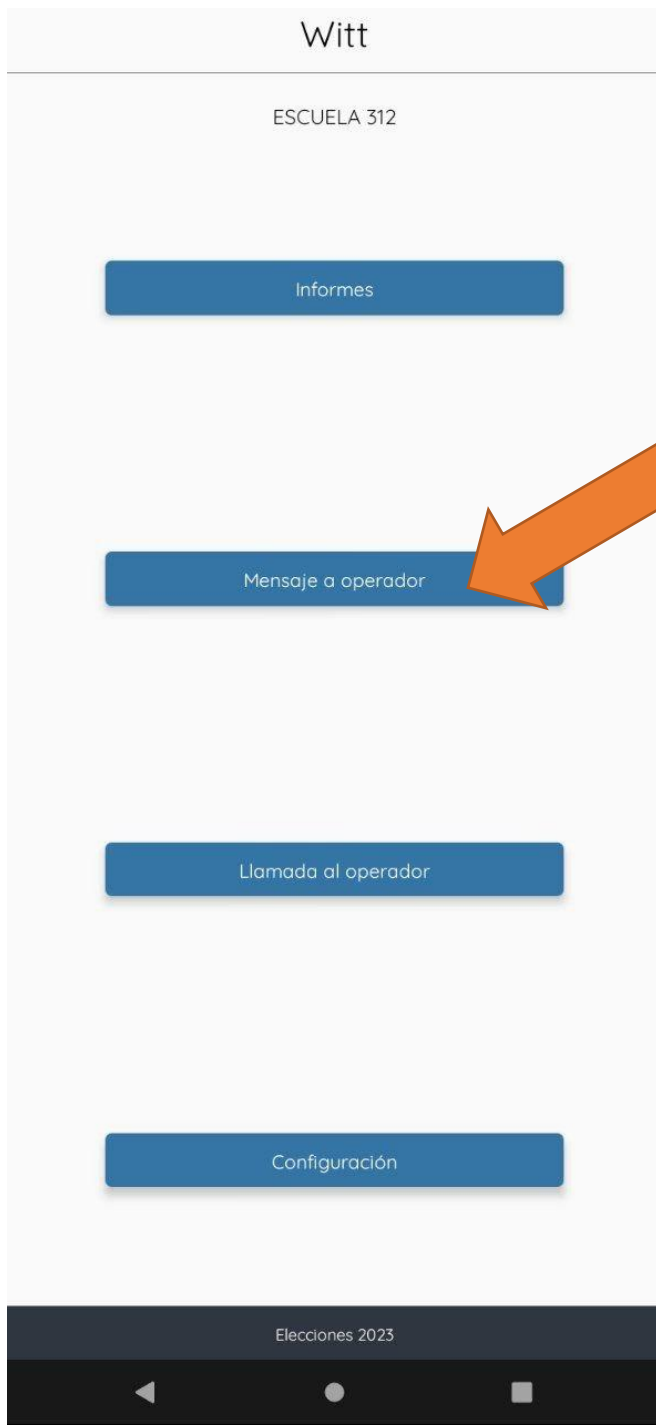 Witt
ESCUELA 312
Informes
Mensaje a operador
Llamada al operador
Configuración
Elecciones 2023